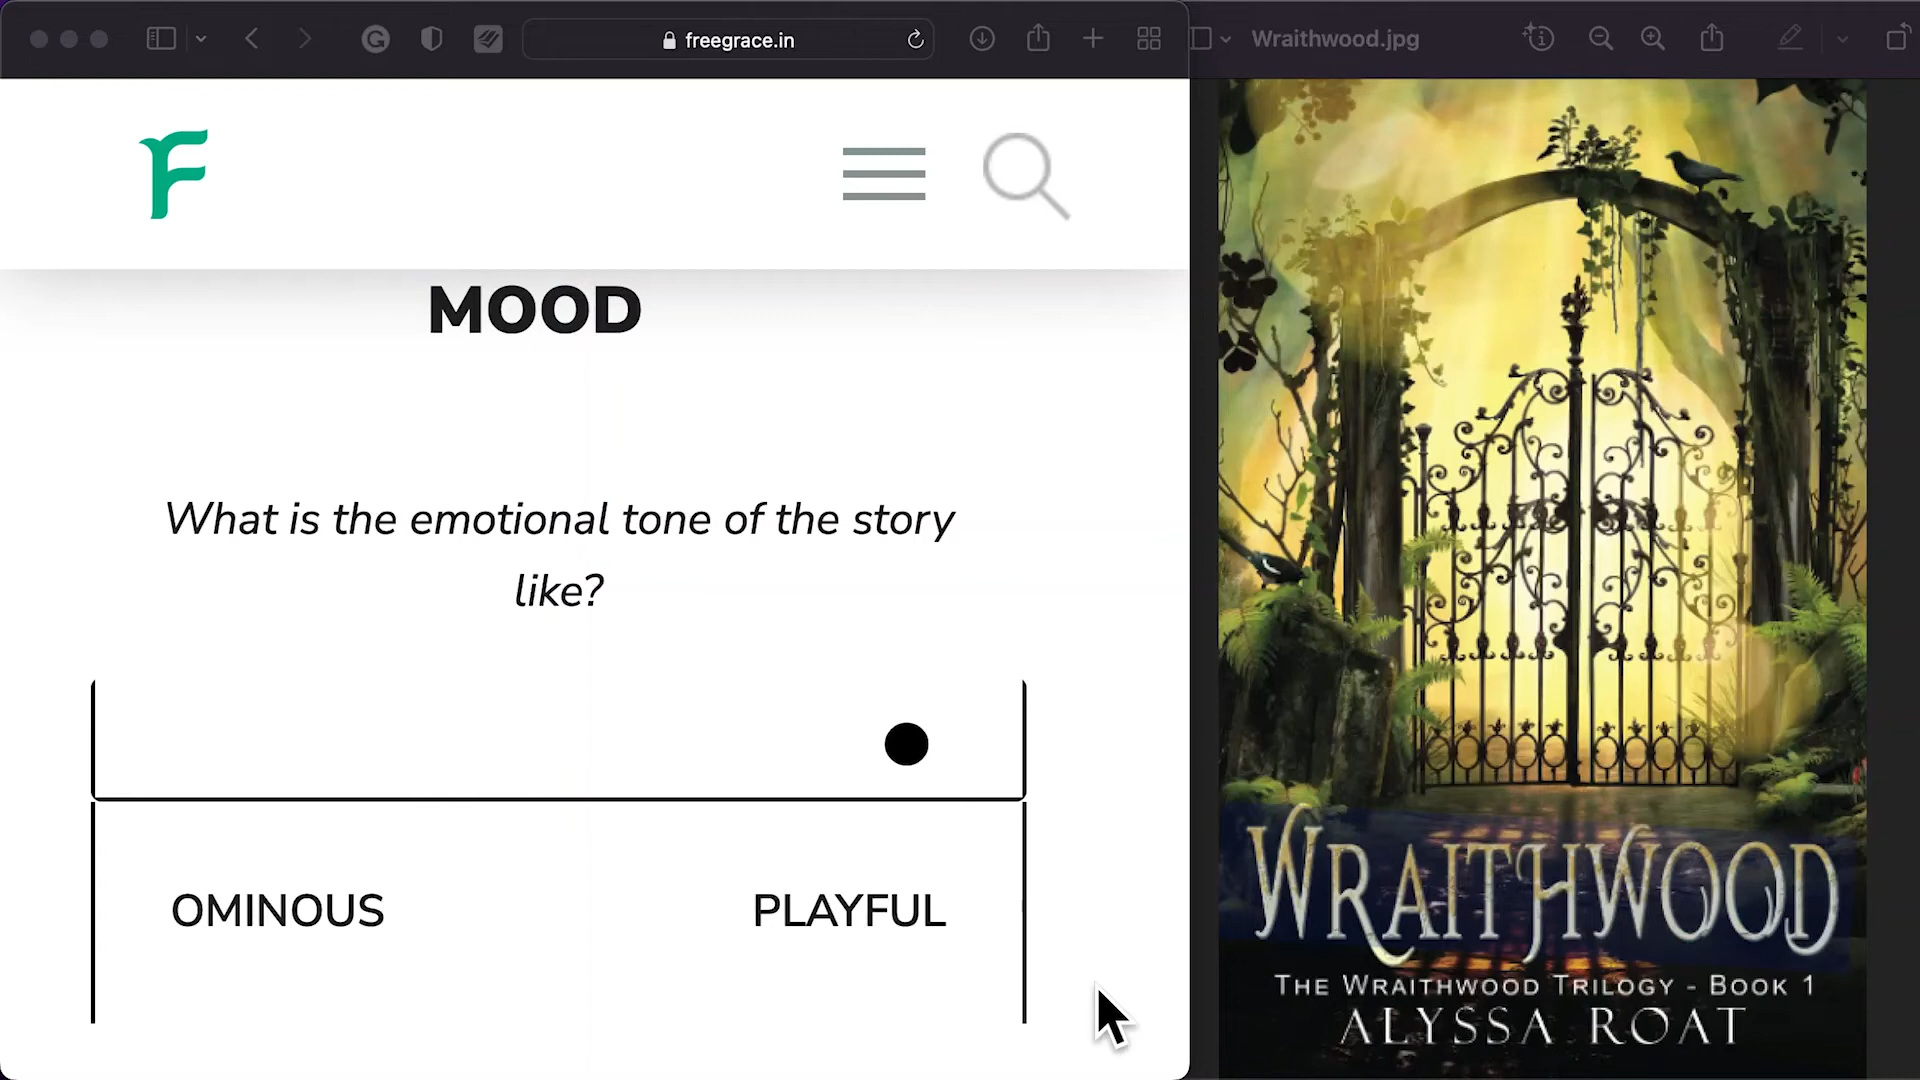 freegrace.in
Wraithwood.jpg
F
MOOD
What is the emotional tone of the story
like?
OMINOUS
PLAYFUL
WRAITHWOOD
THE WRAITHWOOD TRILOGY - BOOK 1
ALYSSA ROAT